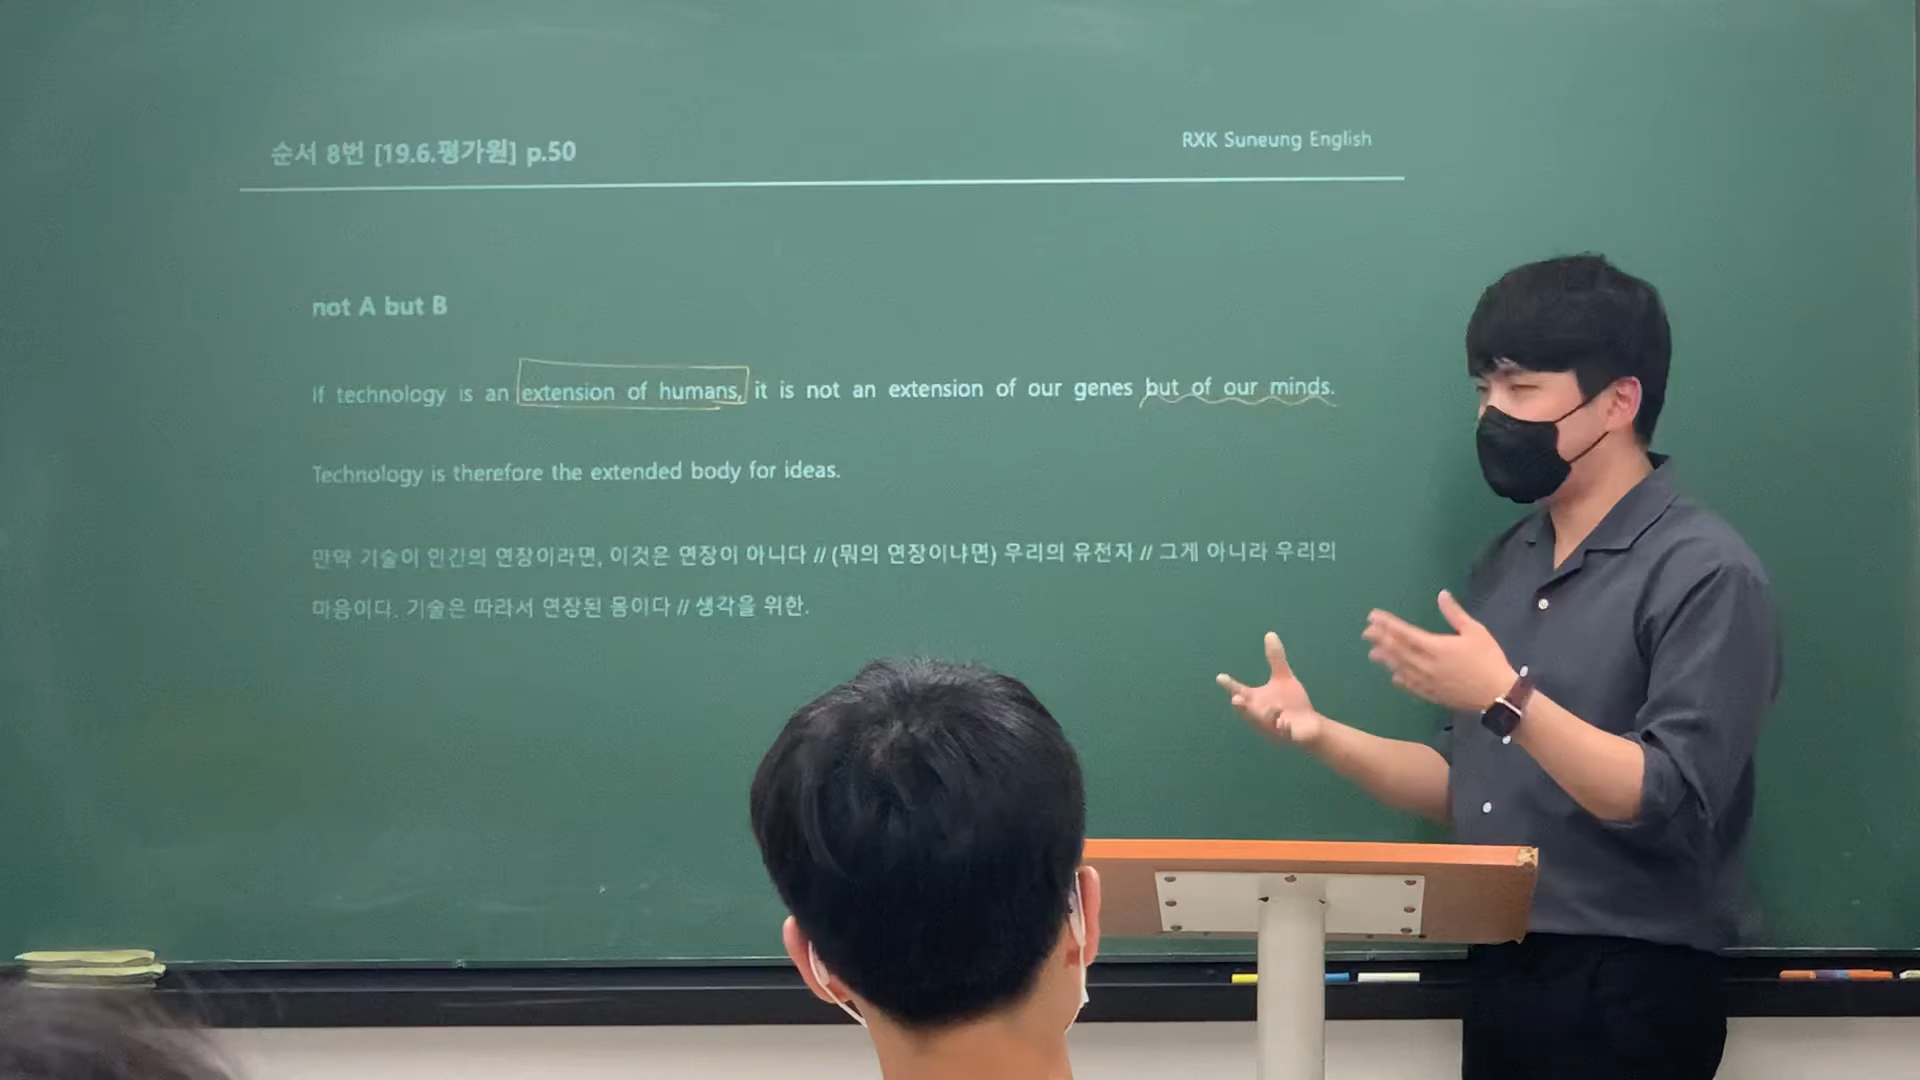 순서 8번 [19.6.평가원] p.50
RXK Suneung English
not A but B
If technology is an extension of humans, it is not an extension of our genes but of our minds.
Technology is therefore the extended body for ideas.
만약 기술이 인간의 연장이라면, 이것은 연장이 아니다 // (뭐의 연장이냐면) 우리의 유전자 // 그게 아니라 우리의
마음이다. 기술은 따라서 연장된 몸이다 // 생각을 위한.